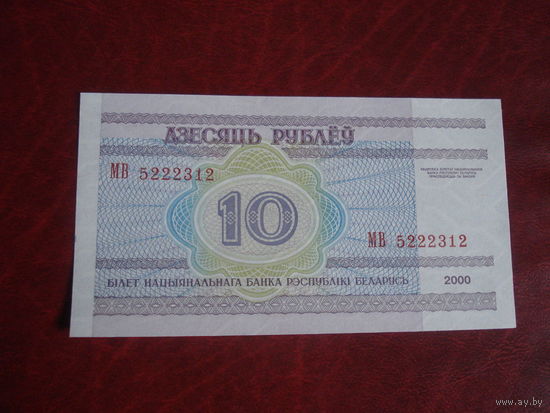 ДЗЕСЯЦЬ РУБЛЁЎ
МВ 5222312
10
МВ 5222312
БІЛЕТ НАЦЫЯНАЛЬНАГА БАНКА РЭСПУБЛІКІ БЕЛАРУСЬ
2000
www.ay.by